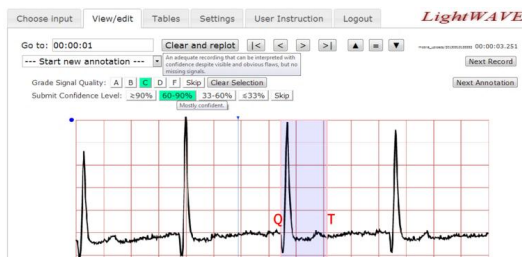 Choose input View/edit Tables Settings User Instruction Logout LightWAVE
Go to: 00:00:01 Clear and replot |< < > >| ▲ = ▼ 00:00:03.251
--- Start new annotation --- An adequate recording that can be interpreted with Next Record
confidence despite visible and obvious flaws, but no
missing signals.
Grade Signal Quality: A B C D F Skip Clear Selection Next Annotation
Submit Confidence Level: ≥90% 60-90% 33-60% ≤33% Skip
Mostly confident.
Q T